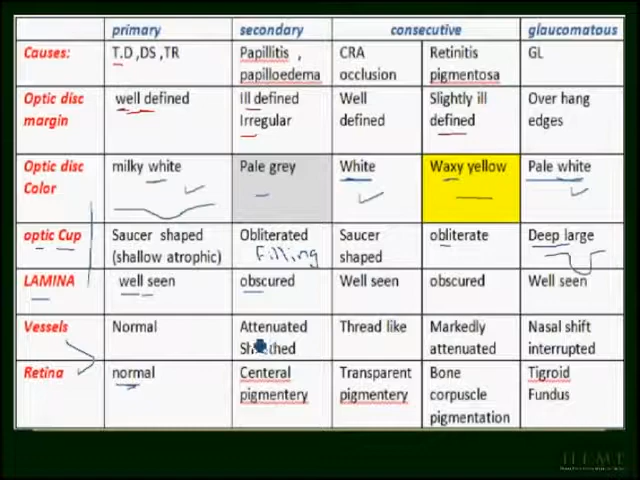 primary secondary consecutive glaucomatous
Causes: T.D ,DS ,TR Papillitis , CRA Retinitis GL
papilloedema occlusion pigmentosa
Optic disc well defined Ill defined Well Slightly ill Over hang
margin Irregular defined defined edges
Optic disc milky white Pale grey White Waxy yellow Pale white
Color
optic Cup Saucer shaped Obliterated Saucer obliterate Deep large
(shallow atrophic) Filling shaped
LAMINA well seen obscured Well seen obscured Well seen
Vessels Normal Attenuated Thread like Markedly Nasal shift
attenuated interrupted
Retina normal Centeral Transparent Bone Tigroid
pigmentery pigmentery corpuscle Fundus
pigmentation